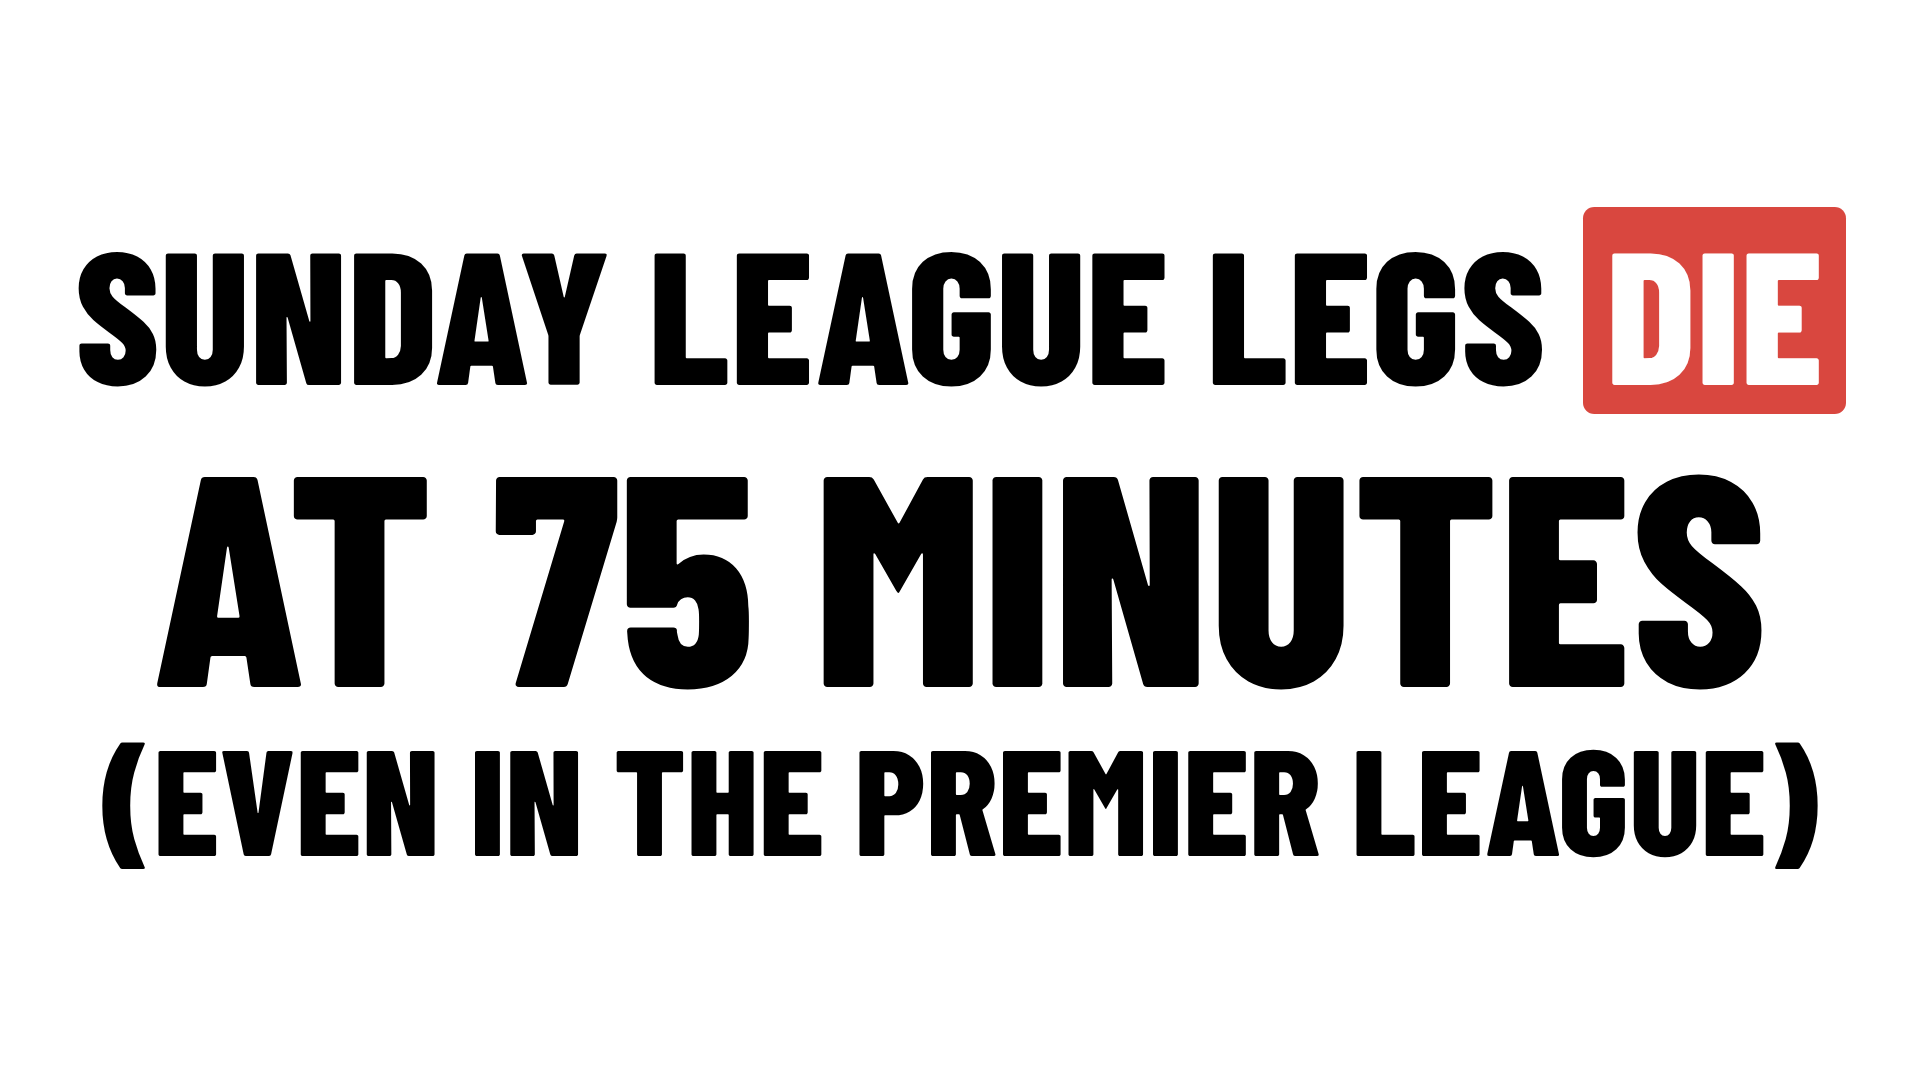 SUNDAY LEAGUE LEGS DIE
AT 75 MINUTES
(EVEN IN THE PREMIER LEAGUE)